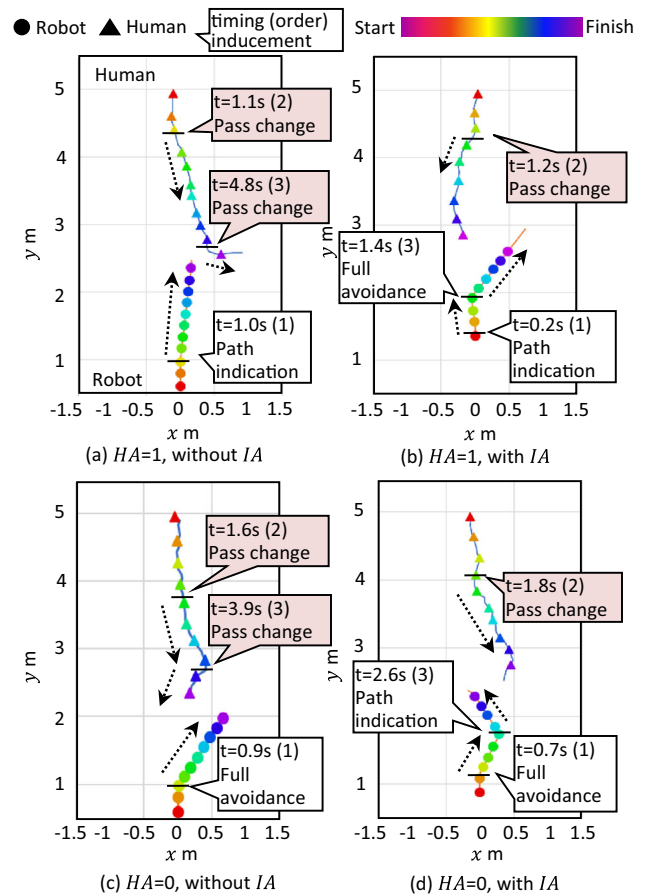 Robot
Human
timing (order)
inducement
Start
Finish
Human
5
4
3
2
1
y m
t=1.1s (2)
Pass change
t=4.8s (3)
Pass change
t=1.0s (1)
Path
indication
Robot
-1.5 -1 -0.5 0 0.5 1 1.5
x m
(a) HA=1, without IA
5
4
3
2
1
y m
t=1.2s (2)
Pass change
t=1.4s (3)
Full
avoidance
t=0.2s (1)
Path
indication
-1.5 -1 -0.5 0 0.5 1 1.5
x m
(b) HA=1, with IA
5
4
3
2
1
y m
t=1.6s (2)
Pass change
t=3.9s (3)
Pass change
t=0.9s (1)
Full
avoidance
-1.5 -1 -0.5 0 0.5 1 1.5
x m
(c) HA=0, without IA
5
4
3
2
1
y m
t=1.8s (2)
Pass change
t=2.6s (3)
Path
indication
t=0.7s (1)
Full
avoidance
-1.5 -1 -0.5 0 0.5 1 1.5
x m
(d) HA=0, with IA